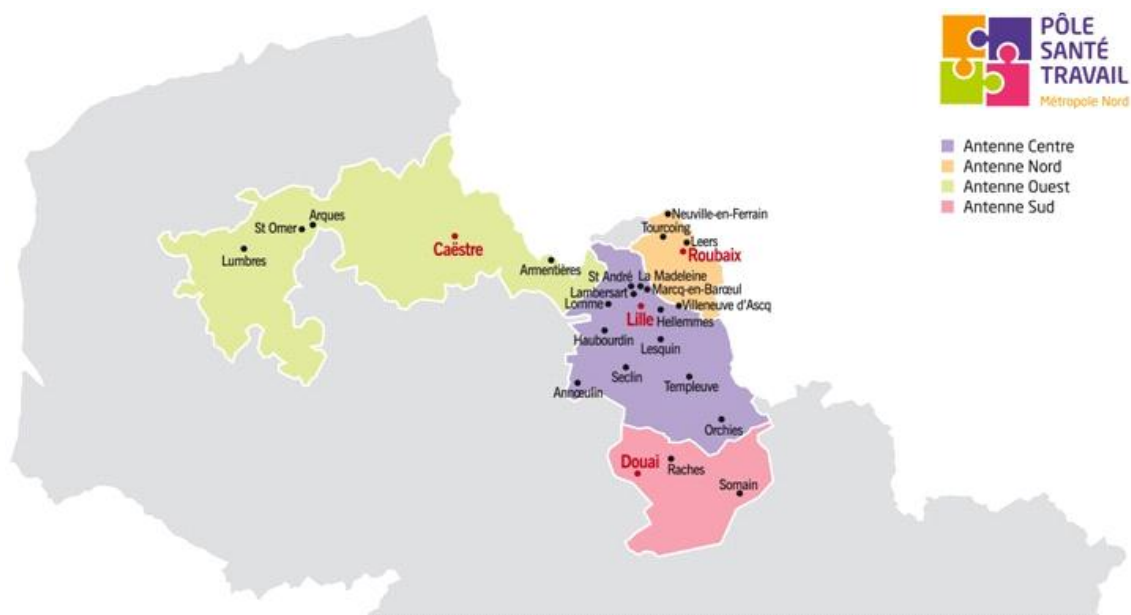 PÔLE
SANTÉ
TRAVAIL
Métropole Nord
Antenne Centre
Antenne Nord
Antenne Ouest
Antenne Sud
Neuville-en-Ferrain
Tourcoing
Arques
St Omer
Leers
Caëstre
Roubaix
Lumbres
Armentières
St André
La Madeleine
Lambersart
Marcq-en-Barœul
Lomme
Villeneuve d'Ascq
Lille
Hellemmes
Haubourdin
Lesquin
Seclin
Templeuve
Annœulin
Orchies
Douai
Raches
Somain